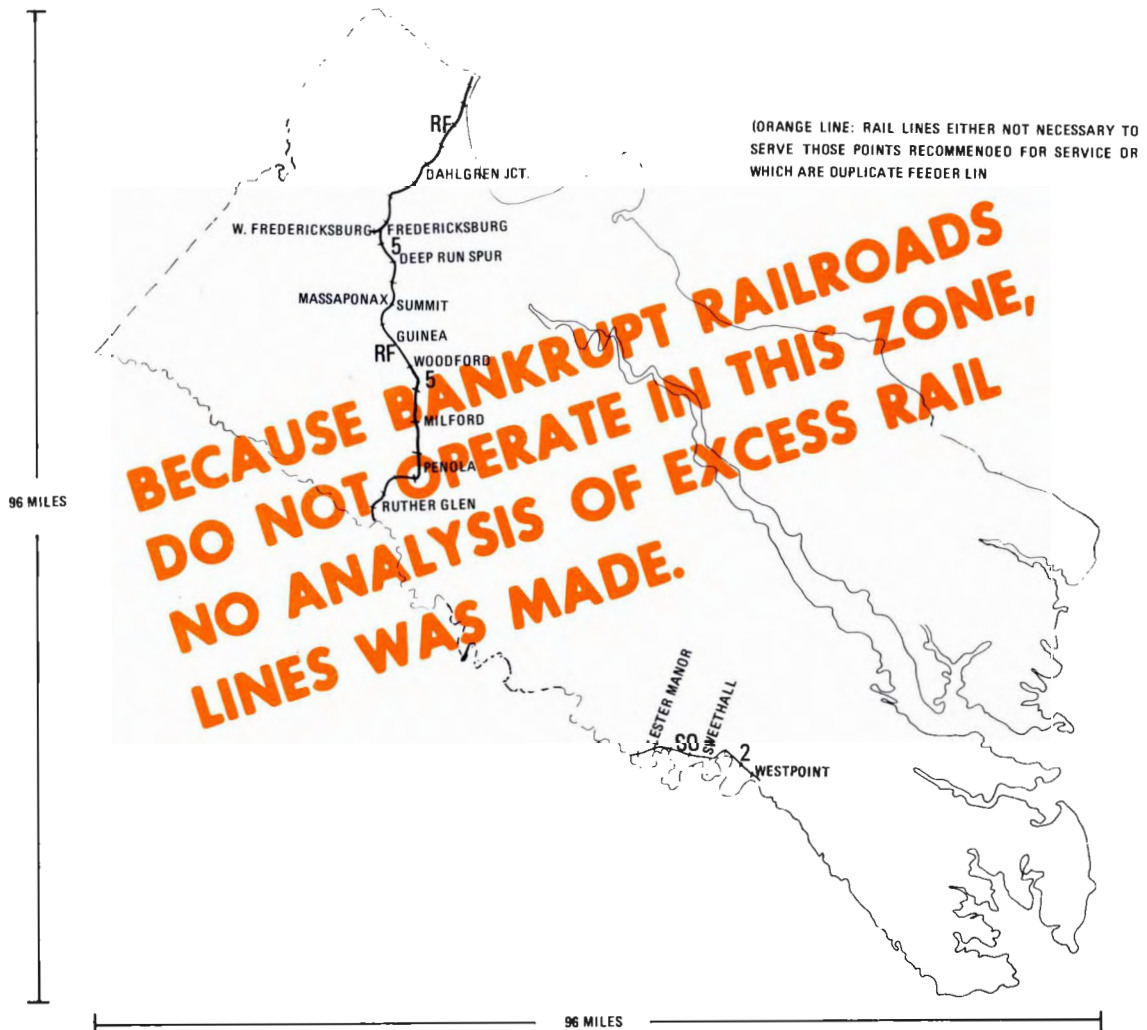 RF
(ORANGE LINE: RAIL LINES EITHER NOT NECESSARY TO
SERVE THOSE POINTS RECOMMENDED FOR SERVICE OR
WHICH ARE DUPLICATE FEEDER LIN
DAHLGREN JCT.
W. FREDERICKSBURG
FREDERICKSBURG
5
DEEP RUN SPUR
MASSAPONAX
SUMMIT
GUINEA
RF
WOODFORD
5
MILFORD
PENOLA
RUTHER GLEN
BECAUSE BANKRUPT RAILROADS
DO NOT OPERATE IN THIS ZONE,
NO ANALYSIS OF EXCESS RAIL
LINES WAS MADE.
96 MILES
LESTER MANOR
SO
SWEETHALL
2
WESTPOINT
96 MILES